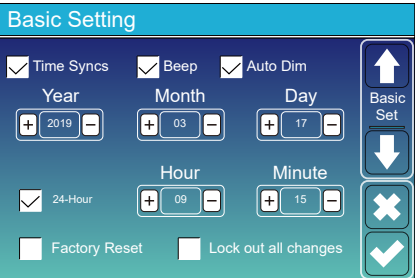 Basic Setting
Time Syncs Beep Auto Dim
Year Month Day
+ 2019 − + 03 − + 17 −
Basic
Set
Hour Minute
24-Hour + 09 − + 15 −
Factory Reset Lock out all changes